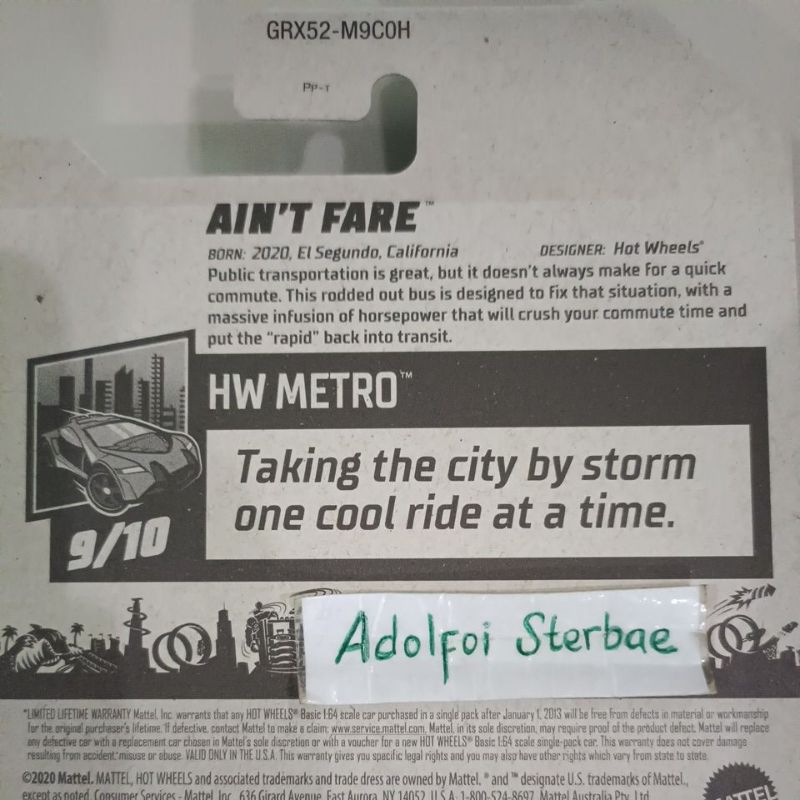 GRX52-M9C0H
PP-T
AIN'T FARE™
BORN: 2020, El Segundo, California DESIGNER: Hot Wheels®
Public transportation is great, but it doesn't always make for a quick
commute. This rodded out bus is designed to fix that situation, with a
massive infusion of horsepower that will crush your commute time and
put the "rapid" back into transit.
HW METRO™
Taking the city by storm
one cool ride at a time.
9/10
Adolfoi Sterbae
*LIMITED LIFETIME WARRANTY Mattel, Inc. warrants that any HOT WHEELS® Basic 1:64 scale car purchased in a single pack after January 1, 2013 will be free from defects in material or workmanship
for the original purchaser's lifetime. If defective, contact Mattel to make a claim: www.service.mattel.com. Mattel, in its sole discretion, may require proof of the product defect. Mattel will replace
any defective car with a replacement car chosen in Mattel's sole discretion or with a voucher for a new HOT WHEELS® Basic 1:64 scale single-pack car. This warranty does not cover damage
resulting from accident, misuse or abuse. VALID ONLY IN THE U.S.A. This warranty gives you specific legal rights and you may also have other rights which vary from state to state.
©2020 Mattel. MATTEL, HOT WHEELS and associated trademarks and trade dress are owned by Mattel. ® and ™ designate U.S. trademarks of Mattel,
except as noted. Consumer Services - Mattel, Inc., 636 Girard Avenue, East Aurora, NY 14052, U.S.A. 1-800-524-8697. Mattel Australia Pty. Ltd.
MATTEL